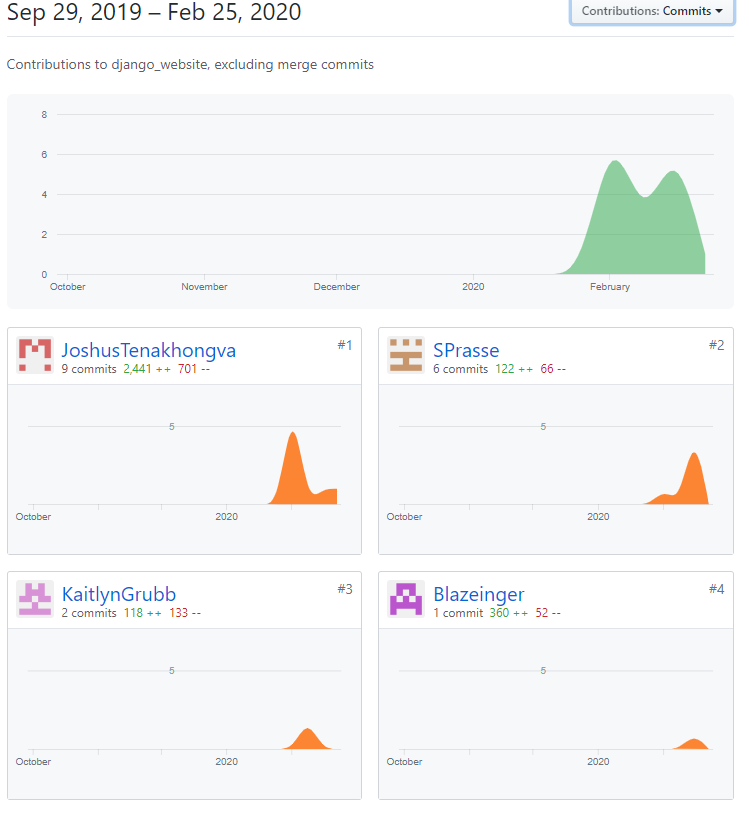 Sep 29, 2019 – Feb 25, 2020
Contributions: Commits
Contributions to django_website, excluding merge commits
8
6
4
2
0
October November December 2020 February
JoshusTenakhongva #1
9 commits 2,441 ++ 701 --
5
October 2020
SPrasse #2
6 commits 122 ++ 66 --
5
October 2020
KaitlynGrubb #3
2 commits 118 ++ 133 --
5
October 2020
Blazeinger #4
1 commit 360 ++ 52 --
5
October 2020